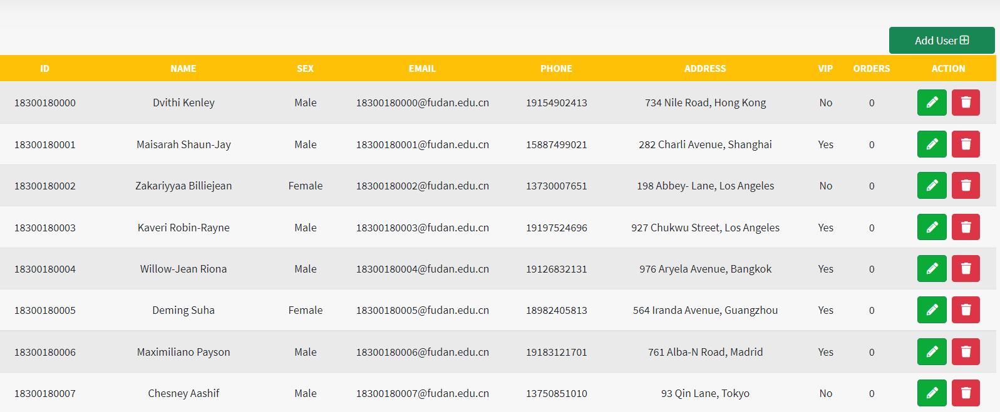 Add User
ID NAME SEX EMAIL PHONE ADDRESS VIP ORDERS ACTION
18300180000 Dvithi Kenley Male 18300180000@fudan.edu.cn 19154902413 734 Nile Road, Hong Kong No 0
18300180001 Maisarah Shaun-Jay Male 18300180001@fudan.edu.cn 15887499021 282 Charli Avenue, Shanghai Yes 0
18300180002 Zakariyyaa Billiejean Female 18300180002@fudan.edu.cn 13730007651 198 Abbey- Lane, Los Angeles No 0
18300180003 Kaveri Robin-Rayne Male 18300180003@fudan.edu.cn 19197524696 927 Chukwu Street, Los Angeles Yes 0
18300180004 Willow-Jean Riona Male 18300180004@fudan.edu.cn 19126832131 976 Aryela Avenue, Bangkok Yes 0
18300180005 Deming Suha Female 18300180005@fudan.edu.cn 18982405813 564 Iranda Avenue, Guangzhou Yes 0
18300180006 Maximiliano Payson Male 18300180006@fudan.edu.cn 19183121701 761 Alba-N Road, Madrid Yes 0
18300180007 Chesney Aashif Male 18300180007@fudan.edu.cn 13750851010 93 Qin Lane, Tokyo No 0